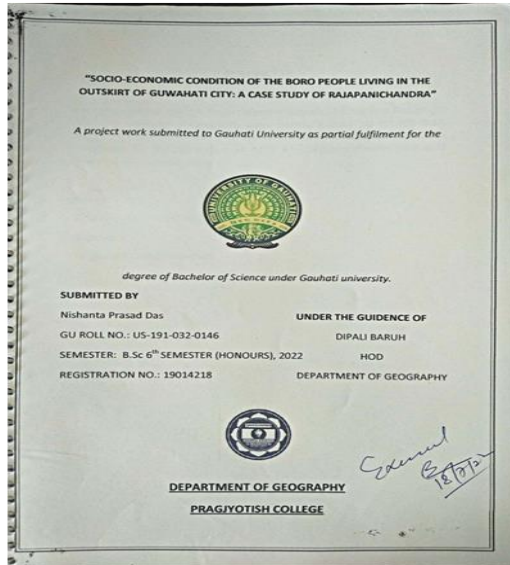 "SOCIO-ECONOMIC CONDITION OF THE BORO PEOPLE LIVING IN THE
OUTSKIRT OF GUWAHATI CITY: A CASE STUDY OF RAJAPANICHANDRA"
A project work submitted to Gauhati University as partial fulfilment for the
UNIVERSITY OF GAUHATI
degree of Bachelor of Science under Gauhati university.
SUBMITTED BY
Nishanta Prasad Das
UNDER THE GUIDENCE OF
GU ROLL NO.: US-191-032-0146
DIPALI BARUH
SEMESTER: B.Sc 6th SEMESTER (HONOURS), 2022
HOD
REGISTRATION NO.: 19014218
DEPARTMENT OF GEOGRAPHY
DEPARTMENT OF GEOGRAPHY
PRAGJYOTISH COLLEGE